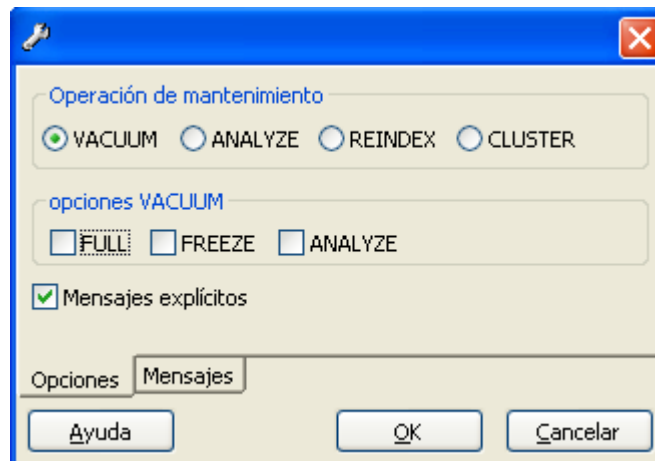 Operación de mantenimiento
VACUUM ANALYZE REINDEX CLUSTER
opciones VACUUM
FULL FREEZE ANALYZE
Mensajes explícitos
Opciones Mensajes
Ayuda OK Cancelar